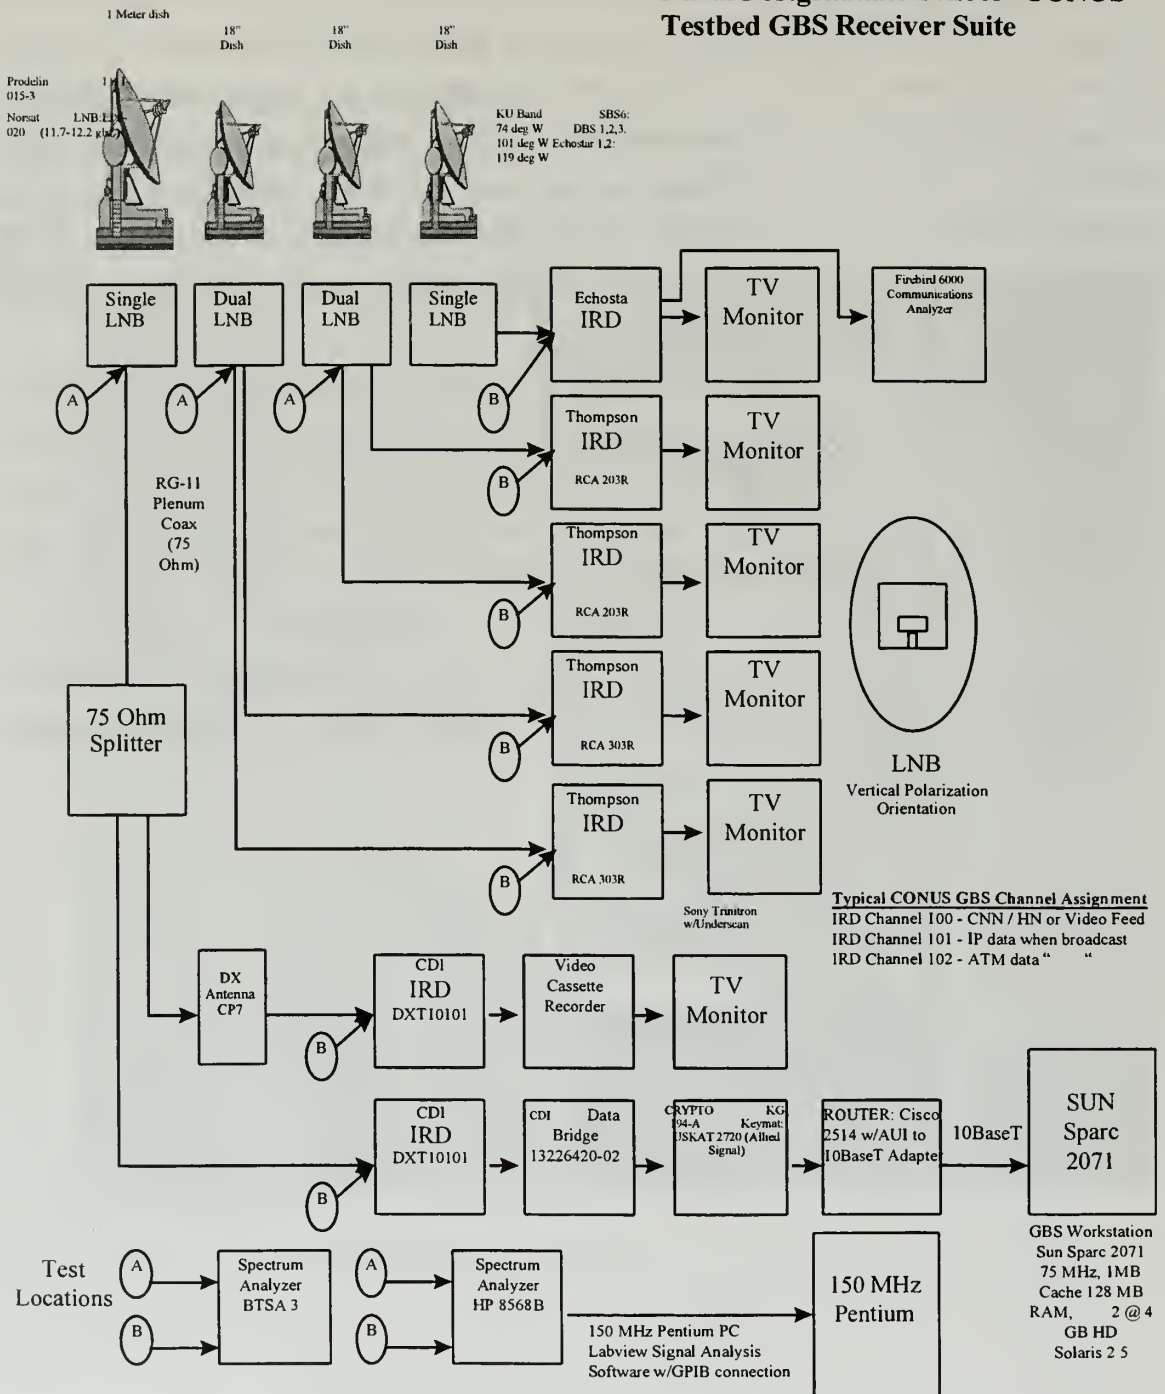 Testbed GBS Receiver Suite
1 Meter dish
18"
Dish
18"
Dish
18"
Dish
Prodelin
015-3
Norsat LNB:
020 (11.7-12.2
KU Band SBS6:
74 deg W DBS 1,2,3.
101 deg W Echostar 1,2:
119 deg W
Single
LNB
Dual
LNB
Dual
LNB
Single
LNB
Echosta
IRD
TV
Monitor
Firebird 6000
Communications
Analyzer
A
A
A
B
Thompson
IRD
RCA 203R
TV
Monitor
B
RG-11
Plenum
Coax
(75
Ohm)
Thompson
IRD
RCA 203R
TV
Monitor
B
Thompson
IRD
RCA 303R
TV
Monitor
B
75 Ohm
Splitter
LNB
Vertical Polarization
Orientation
Thompson
IRD
RCA 303R
TV
Monitor
B
Sony Trinitron
w/Underscan
Typical CONUS GBS Channel Assignment
IRD Channel 100 - CNN / HN or Video Feed
IRD Channel 101 - IP data when broadcast
IRD Channel 102 - ATM data " "
DX
Antenna
CP7
CDI
IRD
DXT10101
Video
Cassette
Recorder
TV
Monitor
B
CDI
IRD
DXT10101
CDI Data
Bridge
13226420-02
CRYPTO KG
94-A Keymat:
USKAT 2720 (Allied
Signal)
ROUTER: Cisco
2514 w/AUI to
10BaseT Adapter
10BaseT
SUN
Sparc
2071
B
GBS Workstation
Sun Sparc 2071
75 MHz, 1MB
Cache 128 MB
RAM, 2 @ 4
GB HD
Solaris 2 5
Test
Locations
A
B
Spectrum
Analyzer
BTSA 3
A
B
Spectrum
Analyzer
HP 8568B
150 MHz
Pentium
150 MHz Pentium PC
Labview Signal Analysis
Software w/GPIB connection